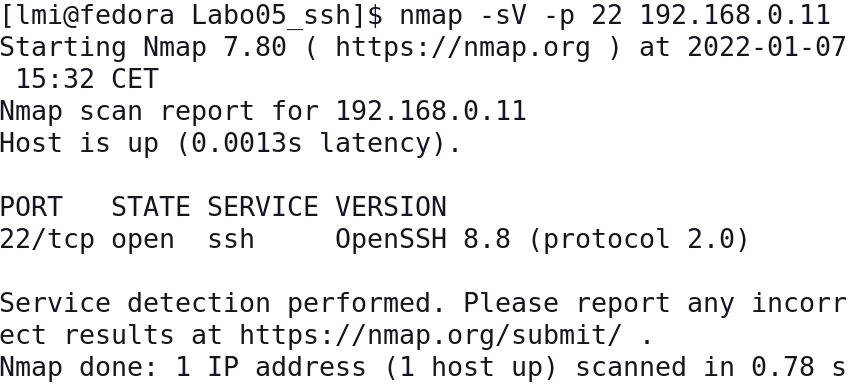 [lmi@fedora Labo05_ssh]$ nmap -sV -p 22 192.168.0.11
Starting Nmap 7.80 ( https://nmap.org ) at 2022-01-07
 15:32 CET
Nmap scan report for 192.168.0.11
Host is up (0.0013s latency).

PORT   STATE SERVICE VERSION
22/tcp open  ssh     OpenSSH 8.8 (protocol 2.0)

Service detection performed. Please report any incorr
ect results at https://nmap.org/submit/ .
Nmap done: 1 IP address (1 host up) scanned in 0.78 s